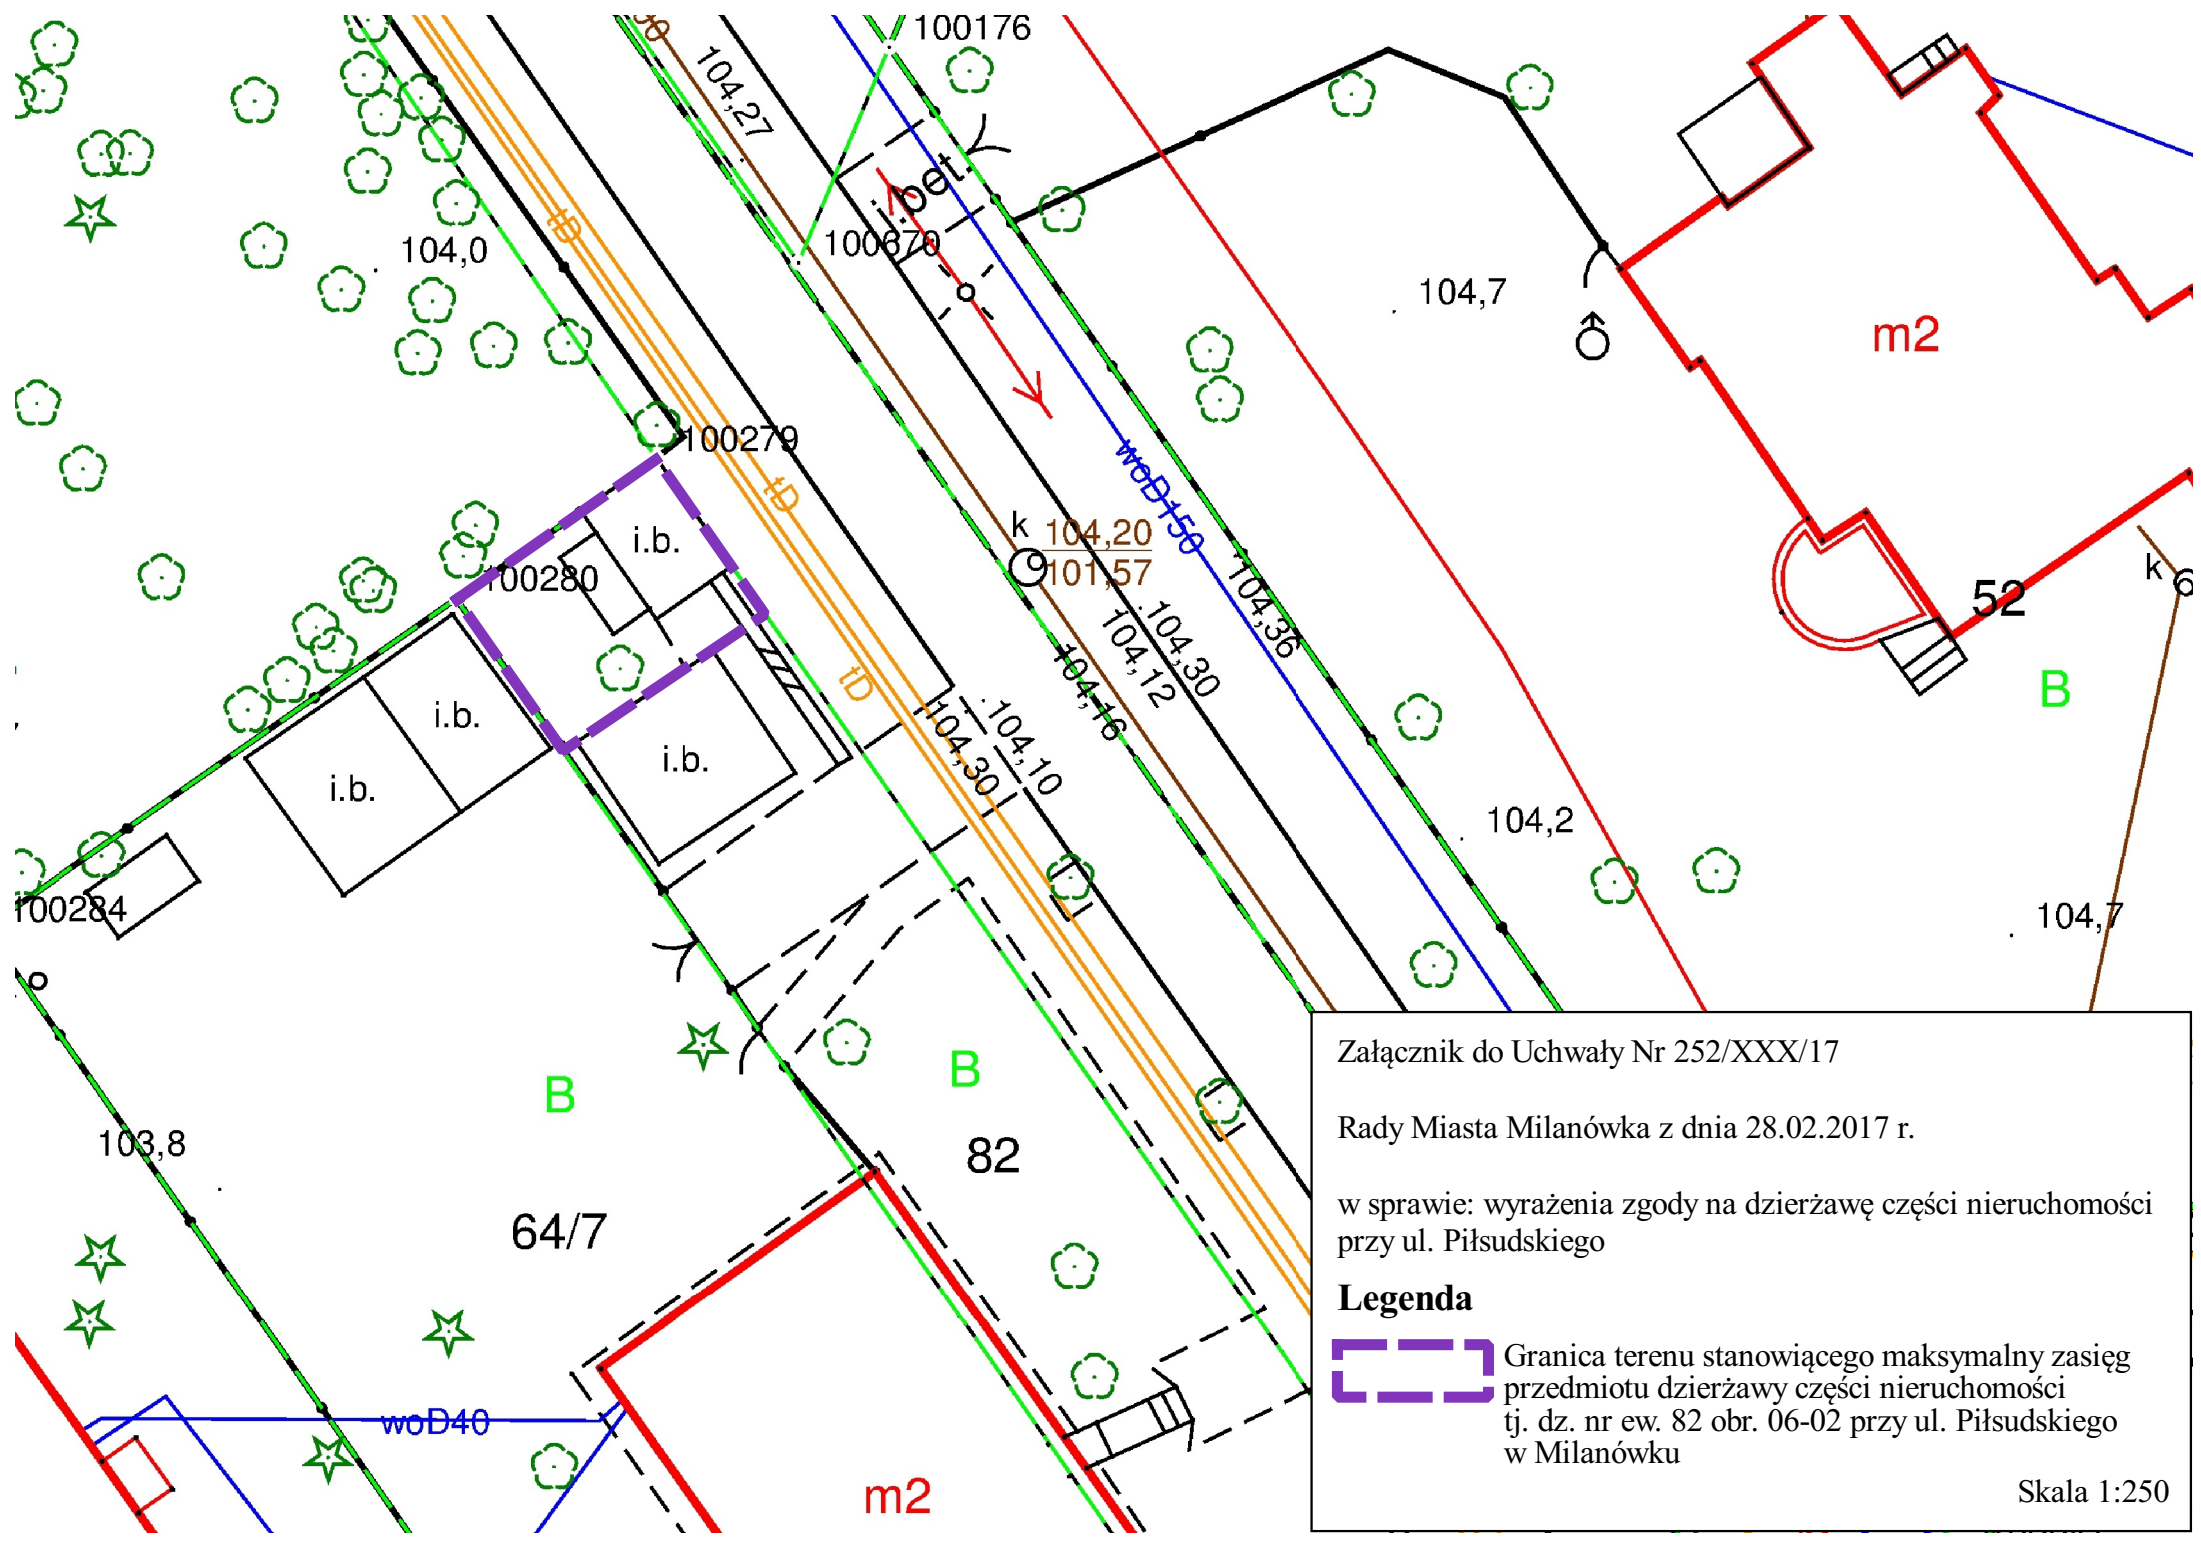 100176
104,27
i.bet.
100670
104,0
tD
104,7
m2
100279
tD
woD150
k
104,20
101,57
i.b.
100280
104,36
k
52
104,30
104,12
104,16
tD
B
i.b.
i.b.
i.b.
104,30
104,10
104,2
100284
104,7
B
B
82
103,8
64/7
woD40
m2
Załącznik do Uchwały Nr 252/XXX/17
Rady Miasta Milanówka z dnia 28.02.2017 r.
w sprawie: wyrażenia zgody na dzierżawę części nieruchomości
przy ul. Piłsudskiego
Legenda
Granica terenu stanowiącego maksymalny zasięg
przedmiotu dzierżawy części nieruchomości
tj. dz. nr ew. 82 obr. 06-02 przy ul. Piłsudskiego
w Milanówku
Skala 1:250